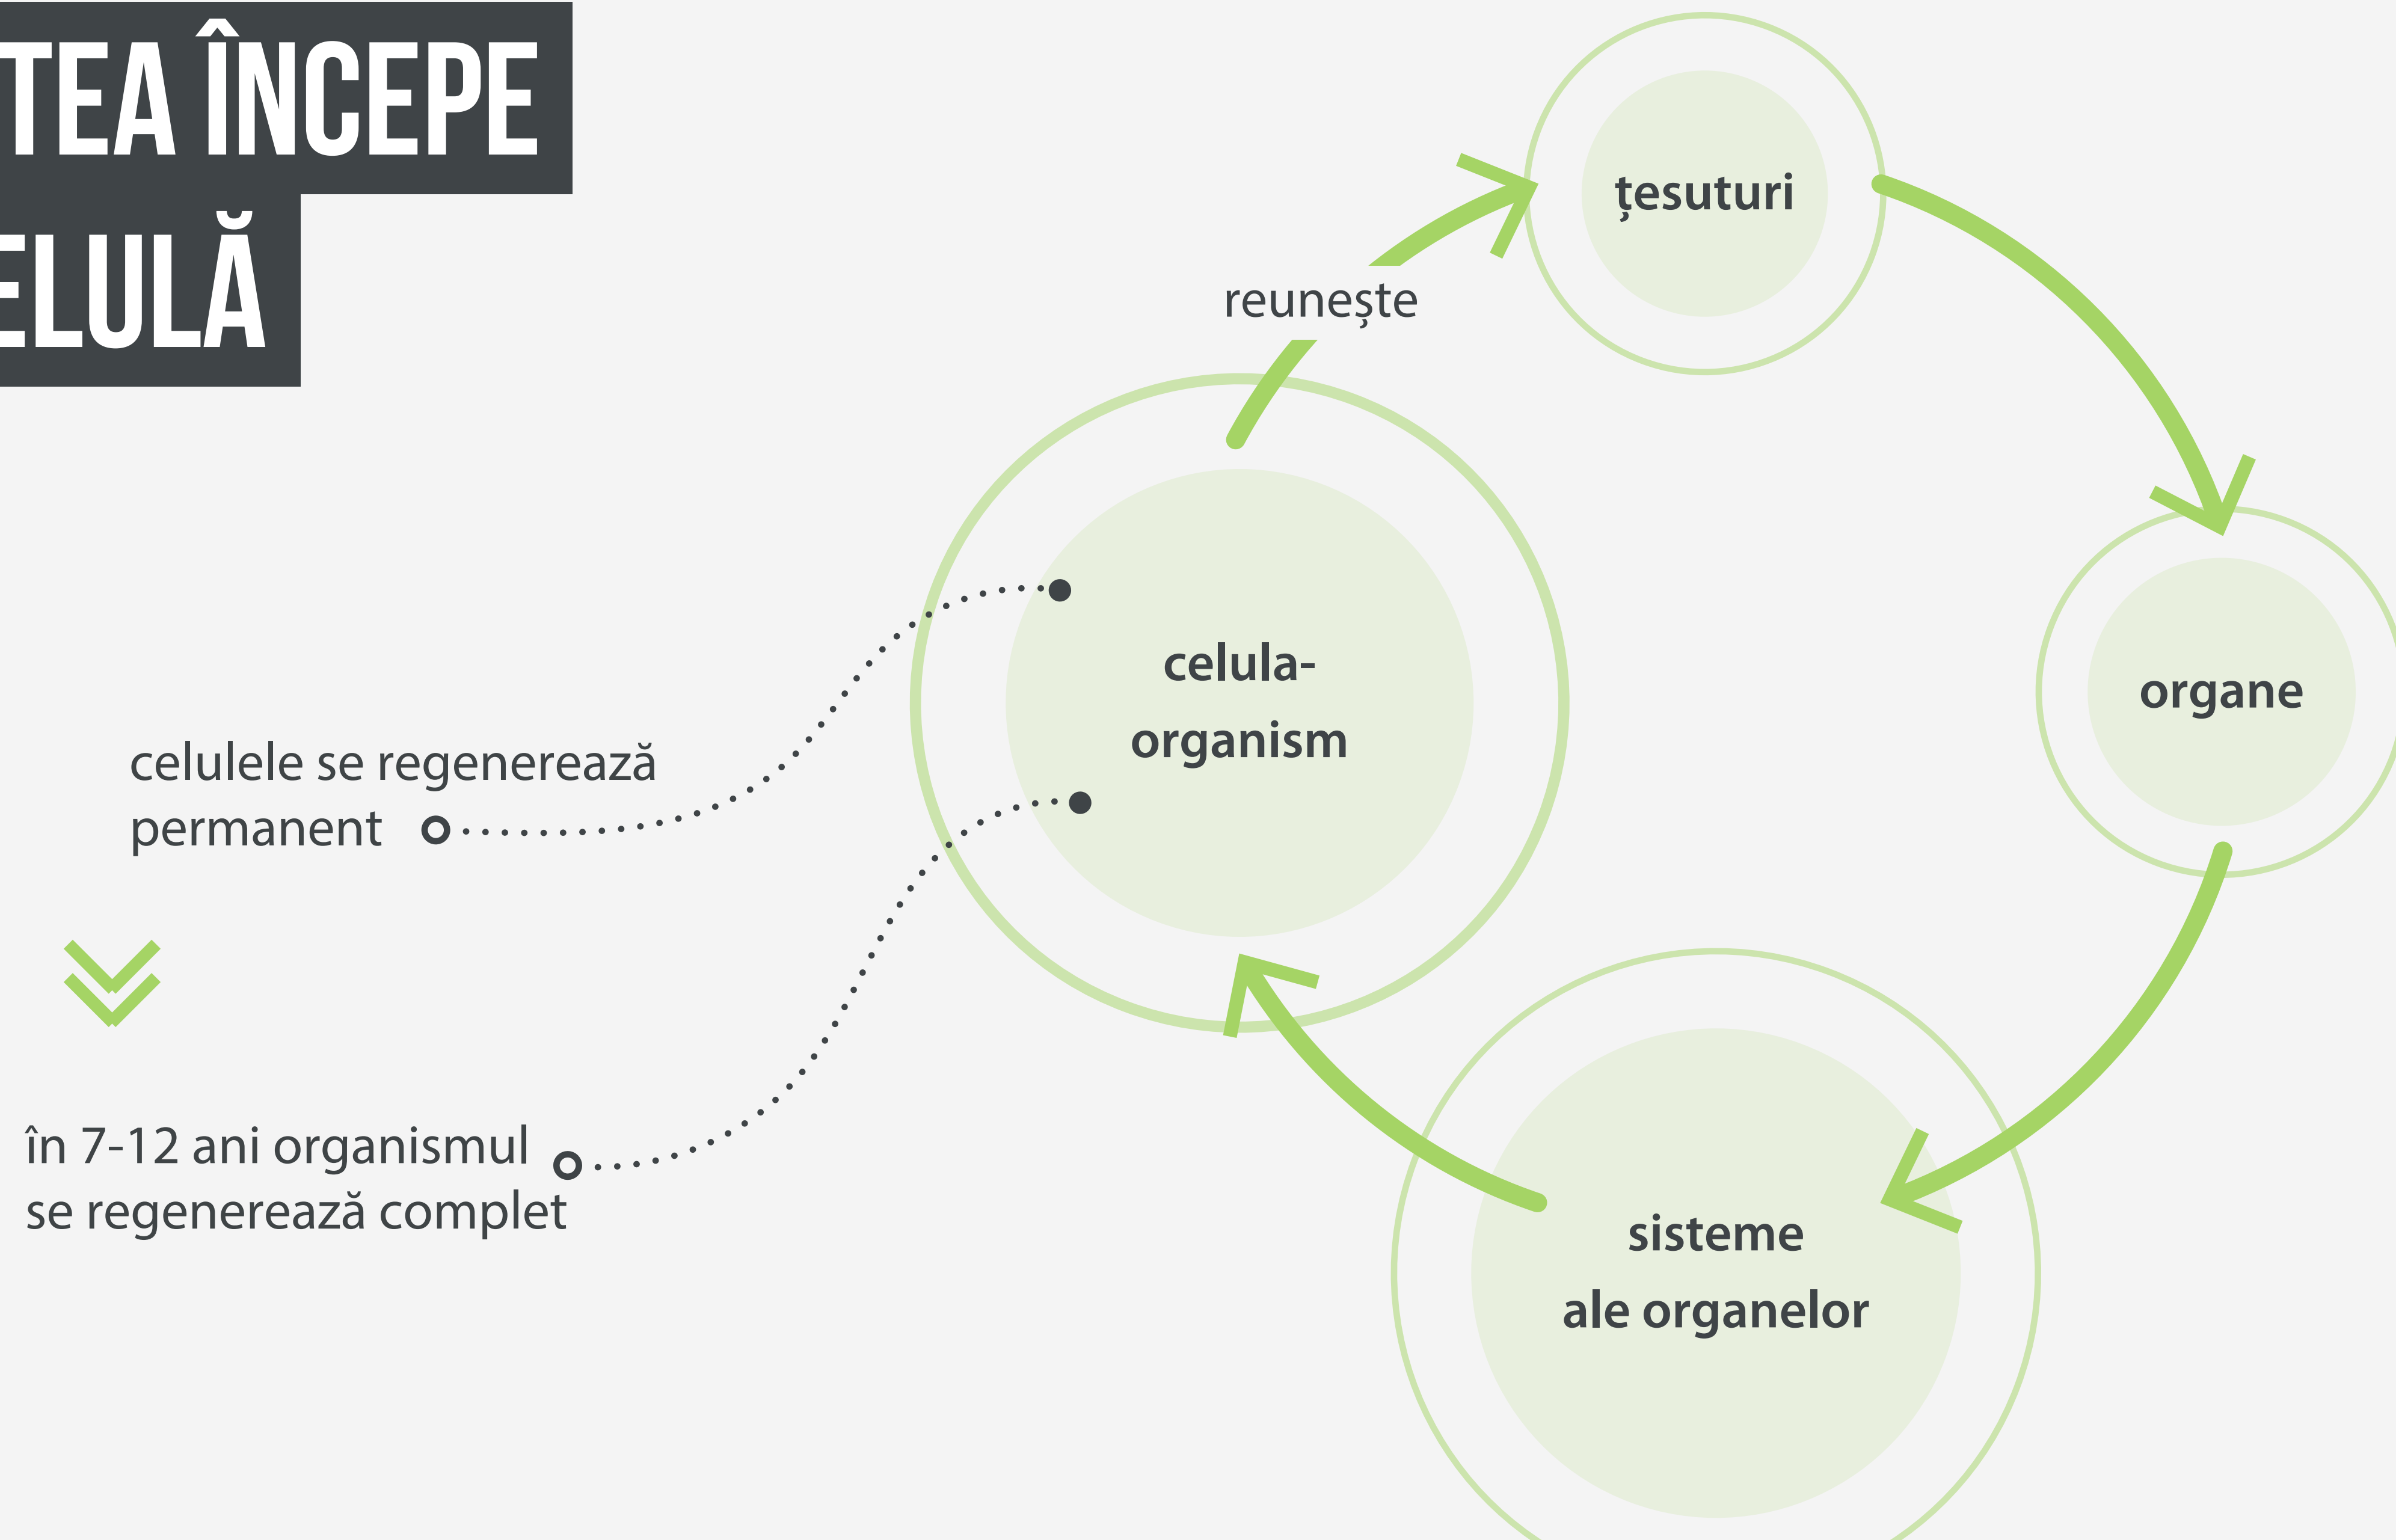 TEA ÎNCEPE
ELULĂ
țesuturi
reunește
celula-
organism
organe
celulele se regenerează
permanent
în 7-12 ani organismul
se regenerează complet
sisteme
ale organelor